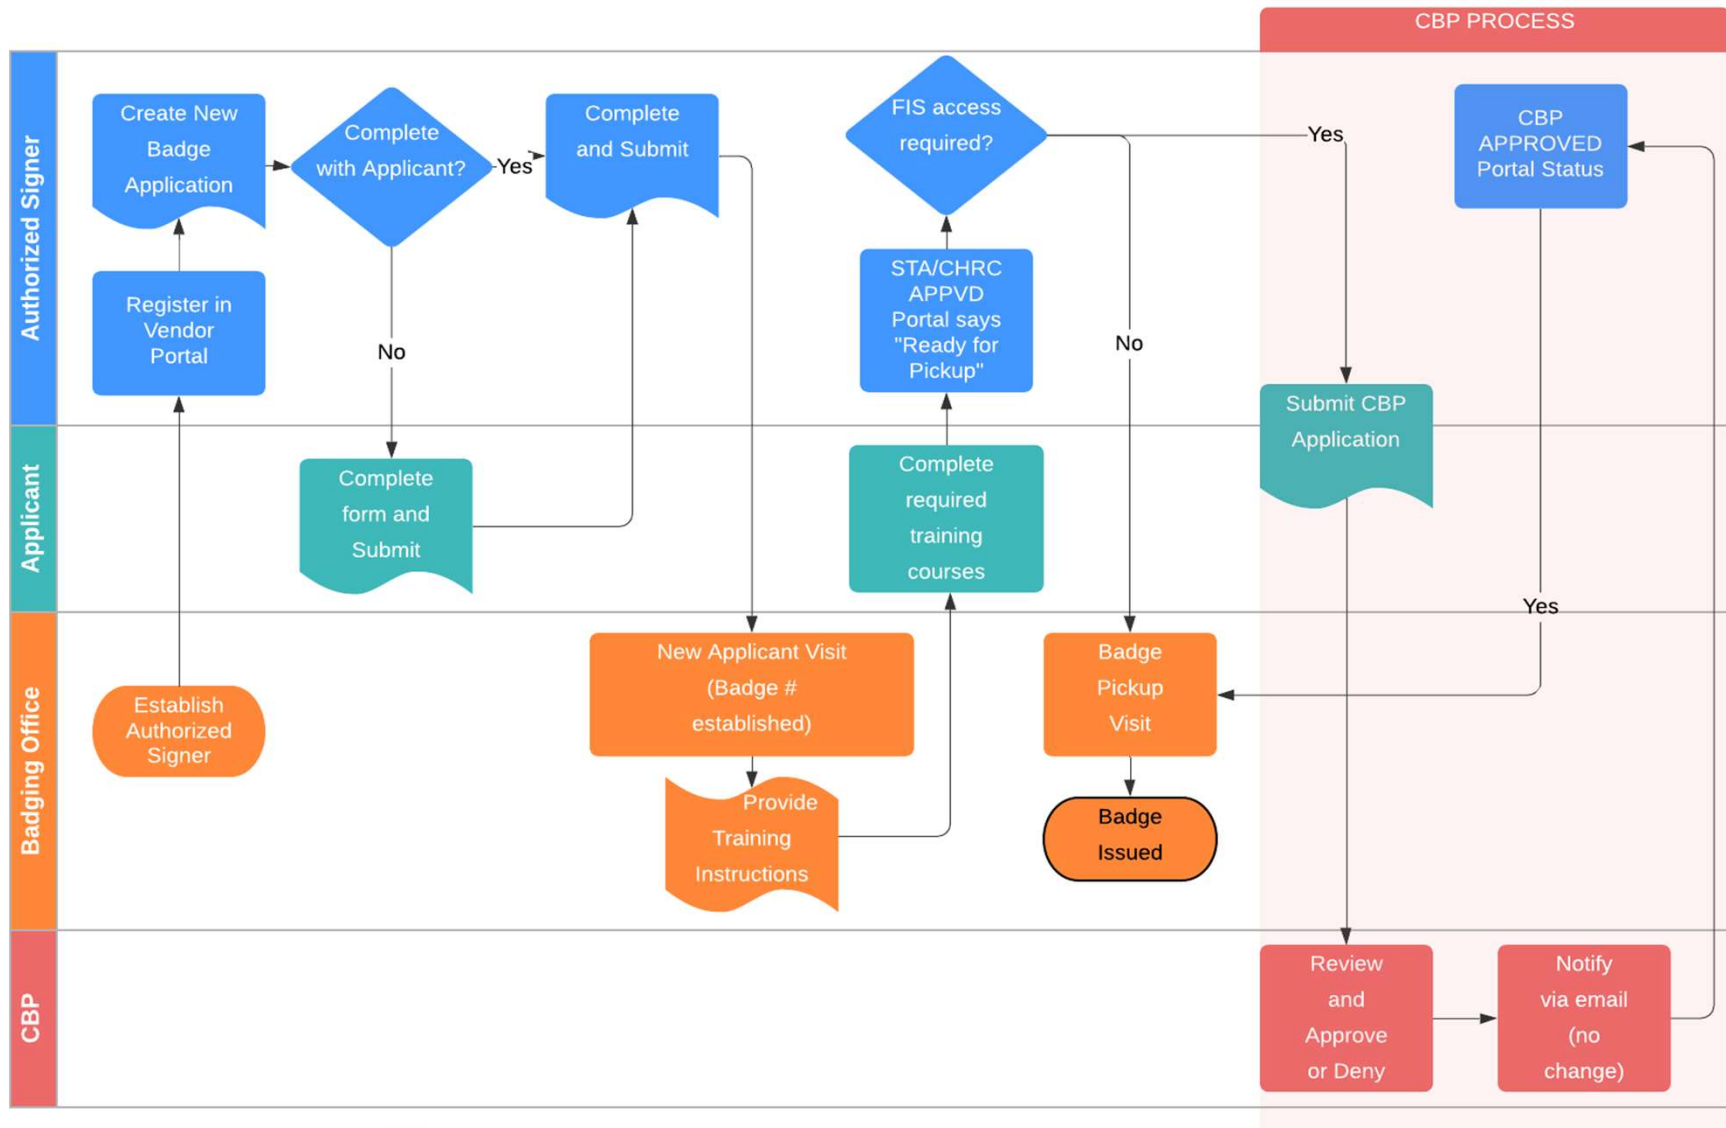 CBP PROCESS
Authorized Signer
Create New
Badge
Application
Complete
with Applicant?
Yes
Complete
and Submit
FIS access
required?
Yes
CBP
APPROVED
Portal Status
Register in
Vendor
Portal
No
STA/CHRC
APPVD
Portal says
"Ready for
Pickup"
No
Submit CBP
Application
Applicant
Complete
form and
Submit
Complete
required
training
courses
Yes
Badging Office
Establish
Authorized
Signer
New Applicant Visit
(Badge #
established)
Badge
Pickup
Visit
Provide
Training
Instructions
Badge
Issued
CBP
Review
and
Approve
or Deny
Notify
via email
(no
change)